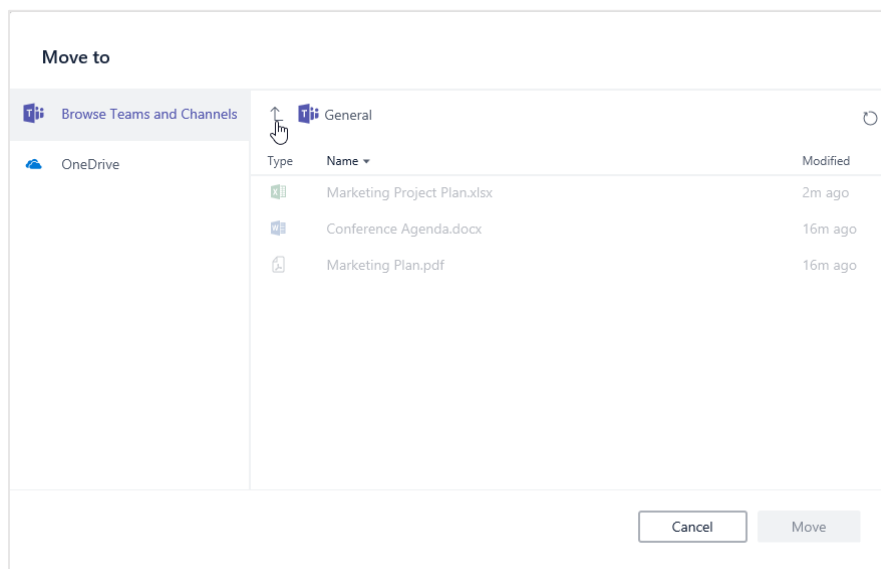 Move to
Browse Teams and Channels
OneDrive
General
Type Name Modified
Marketing Project Plan.xlsx 2m ago
Conference Agenda.docx 16m ago
Marketing Plan.pdf 16m ago
Cancel Move